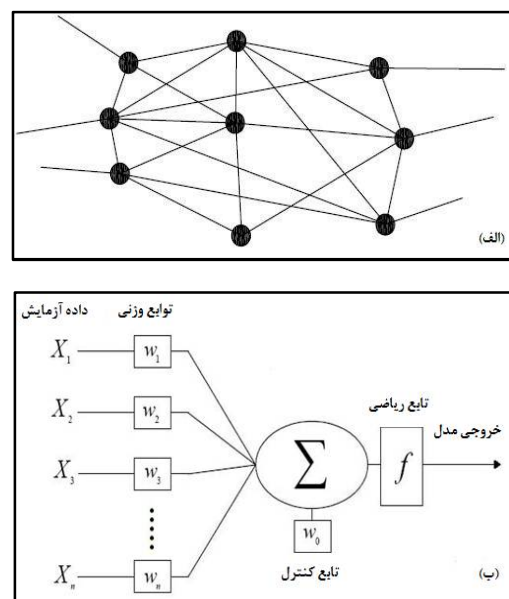 (الف)
داده آزمایش توابع وزنی
X₁ w₁
تابع ریاضی
خروجی مدل
X₂ w₂
Σ f
X₃ w₃
w₀
تابع کنترل
Xₙ wₙ
(ب)